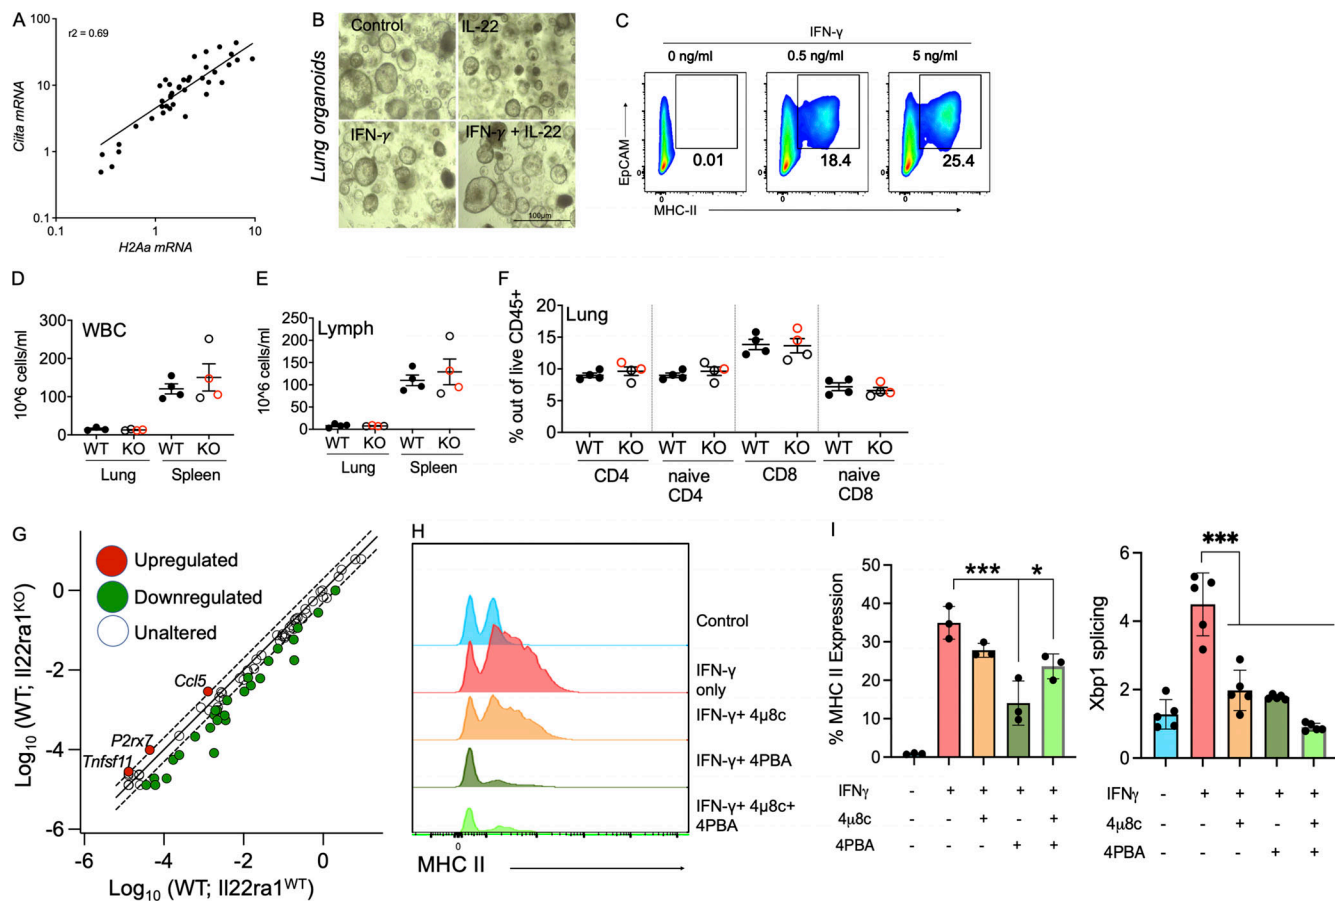 A
r2 = 0.69
100
10
1
0.1
0.1
1
10
Ciita mRNA
H2Aa mRNA
B
Lung organoids
Control
IL-22
IFN-γ
IFN-γ + IL-22
100μm
C
IFN-γ
0 ng/ml
0.5 ng/ml
5 ng/ml
0.01
18.4
25.4
0
0
0
EpCAM
MHC-II
D
WBC
10^6 cells/ml
300
200
100
0
WT KO WT KO
Lung Spleen
E
Lymph
10^6 cells/ml
250
200
150
100
50
0
WT KO WT KO
Lung Spleen
F
Lung
% out of live CD45+
20
15
10
5
0
WT KO WT KO WT KO WT KO
CD4 naive CD4 CD8 naive CD8
G
Upregulated
Downregulated
Unaltered
Ccl5
P2rx7
Tnfsf11
0
-2
-4
-6
-6 -4 -2 0
Log10 (WT; Il22ra1KO)
Log10 (WT; Il22ra1WT)
H
Control
IFN-γ
only
IFN-γ+ 4μ8c
IFN-γ+ 4PBA
IFN-γ+ 4μ8c+
4PBA
0
MHC II
I
% MHC II Expression
50
40
30
20
10
0
*** *
IFNγ - + + + +
4μ8c - - + - +
4PBA - - - + +
Xbp1 splicing
6
4
2
0
***
IFNγ - + + + +
4μ8c - - + - +
4PBA - - - + +